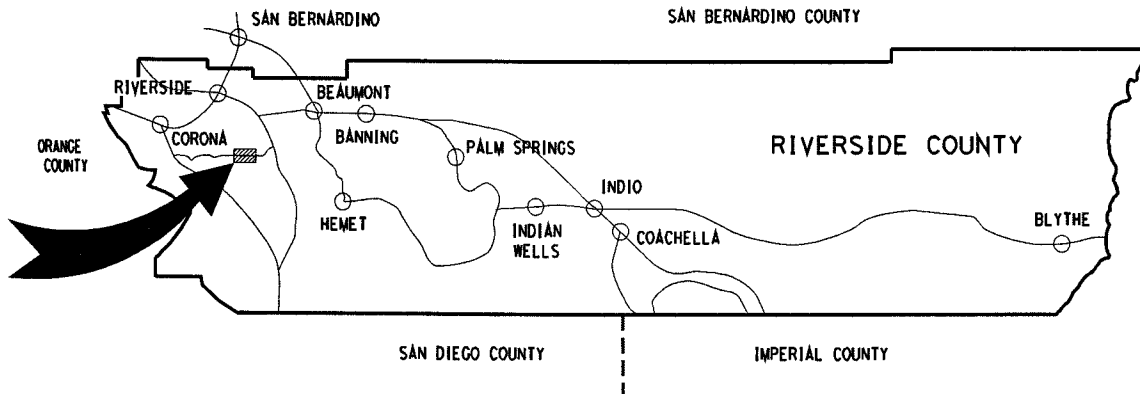 SAN BERNARDINO
SAN BERNARDINO COUNTY
RIVERSIDE
BEAUMONT
CORONA
BANNING
ORANGE
COUNTY
PALM SPRINGS
RIVERSIDE COUNTY
HEMET
INDIO
INDIAN
WELLS
COACHELLA
BLYTHE
SAN DIEGO COUNTY
IMPERIAL COUNTY